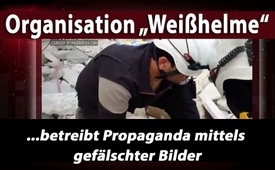 Organisation „Weißhelme“
...betreibt Propaganda mittels
gefälschter Bilder